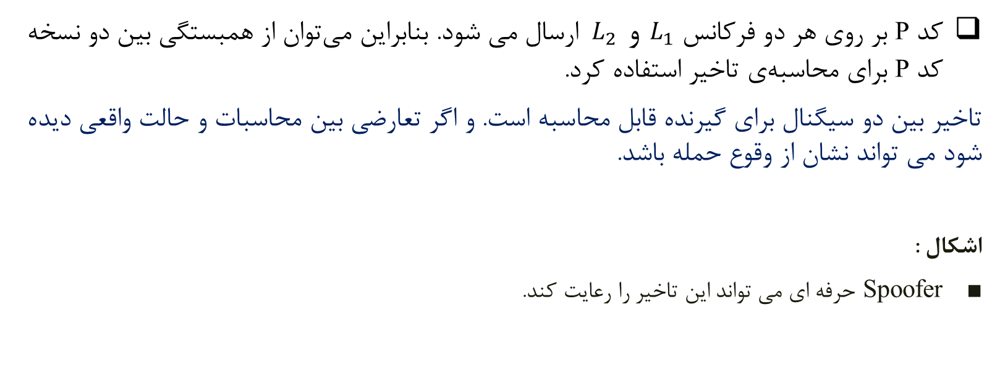 ❑ کد P بر روی هر دو فرکانس L₁ و L₂ ارسال می شود. بنابراین می‌توان از همبستگی بین دو نسخه
کد P برای محاسبه‌ی تاخیر استفاده کرد.
تاخیر بین دو سیگنال برای گیرنده قابل محاسبه است. و اگر تعارضی بین محاسبات و حالت واقعی دیده
شود می تواند نشان از وقوع حمله باشد.
اشکال :
▪ Spoofer حرفه ای می تواند این تاخیر را رعایت کند.